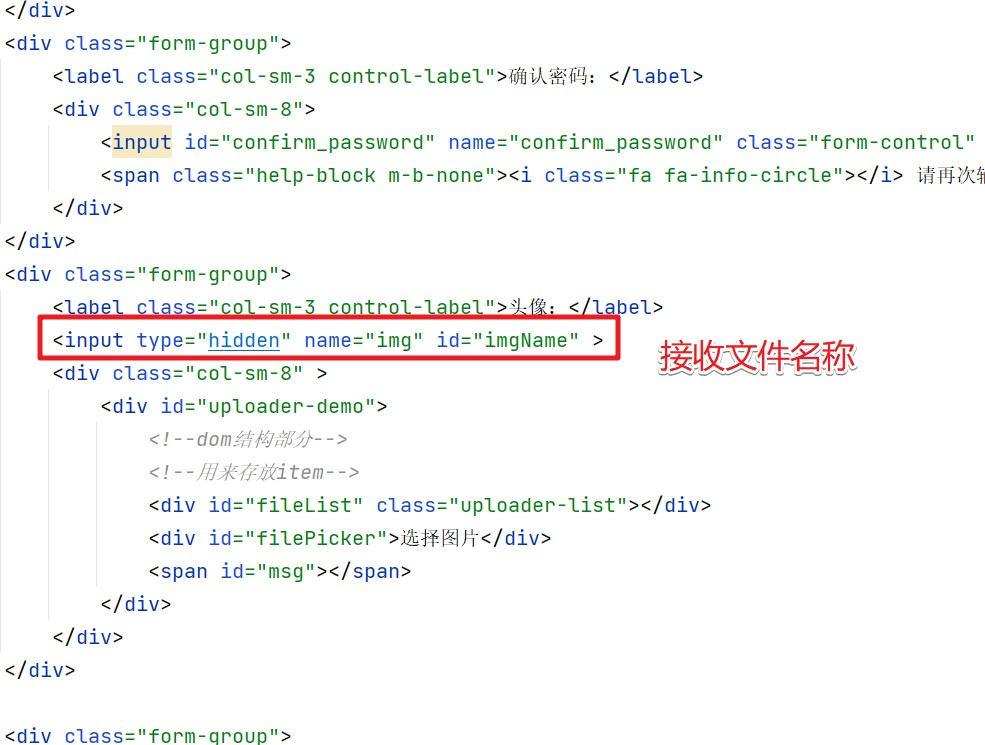 </div>
<div class="form-group">
<label class="col-sm-3 control-label">确认密码：</label>
<div class="col-sm-8">
<input id="confirm_password" name="confirm_password" class="form-control"
<span class="help-block m-b-none"><i class="fa fa-info-circle"></i> 请再次
</div>
</div>
<div class="form-group">
<label class="col-sm-3 control-label">头像：</label>
<input type="hidden" name="img" id="imgName" >
接收文件名称
<div class="col-sm-8" >
<div id="uploader-demo">
<!--dom结构部分-->
<!--用来存放item-->
<div id="fileList" class="uploader-list"></div>
<div id="filePicker">选择图片</div>
<span id="msg"></span>
</div>
</div>
</div>
<div class="form-group">